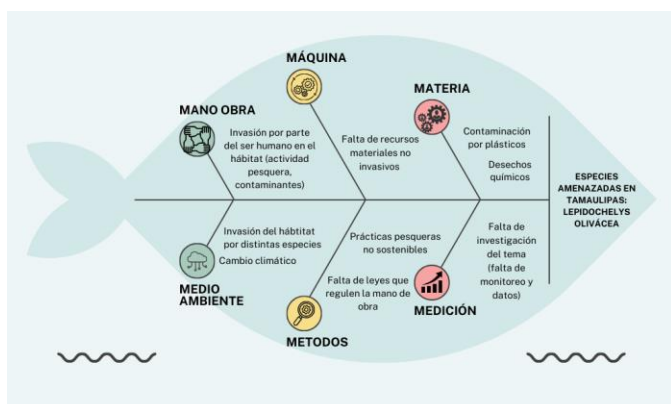 MÁQUINA
MATERIA
MANO OBRA
Invasión por parte
del ser humano en el
hábitat (actividad
pesquera,
contaminantes)
Falta de recursos
materiales no
invasivos
Contaminación
por plásticos
Desechos
químicos
ESPECIES
AMENAZADAS EN
TAMAULIPAS:
LEPIDOCHELYS
OLIVÁCEA
Invasión del hábtitat
por distintas especies
Cambio climático
MEDIO
AMBIENTE
Prácticas pesqueras
no sostenibles
Falta de leyes que
regulen la mano de
obra
METODOS
Falta de
investigación
del tema
(falta de
monitoreo y
datos)
MEDICIÓN